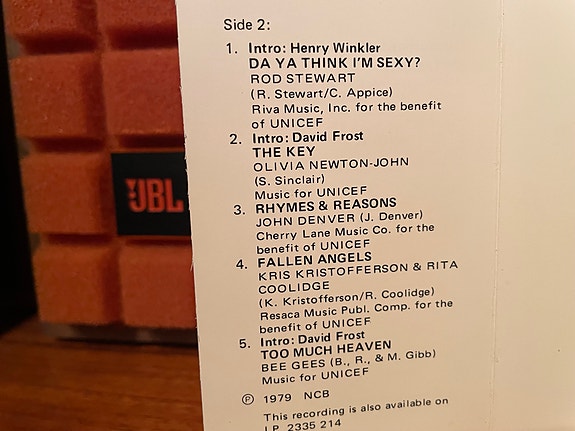 Side 2:
1. Intro: Henry Winkler
DA YA THINK I'M SEXY?
ROD STEWART
(R. Stewart/C. Appice)
Riva Music, Inc. for the benefit
of UNICEF
2. Intro: David Frost
THE KEY
OLIVIA NEWTON-JOHN
(S. Sinclair)
Music for UNICEF
3. RHYMES & REASONS
JOHN DENVER (J. Denver)
Cherry Lane Music Co. for the
benefit of UNICEF
4. FALLEN ANGELS
KRIS KRISTOFFERSON & RITA
COOLIDGE
(K. Kristofferson/R. Coolidge)
Resaca Music Publ. Comp. for the
benefit of UNICEF
5. Intro: David Frost
TOO MUCH HEAVEN
BEE GEES (B., R., & M. Gibb)
Music for UNICEF
Ⓟ 1979 NCB
This recording is also available on
LP 2335 214
JBL